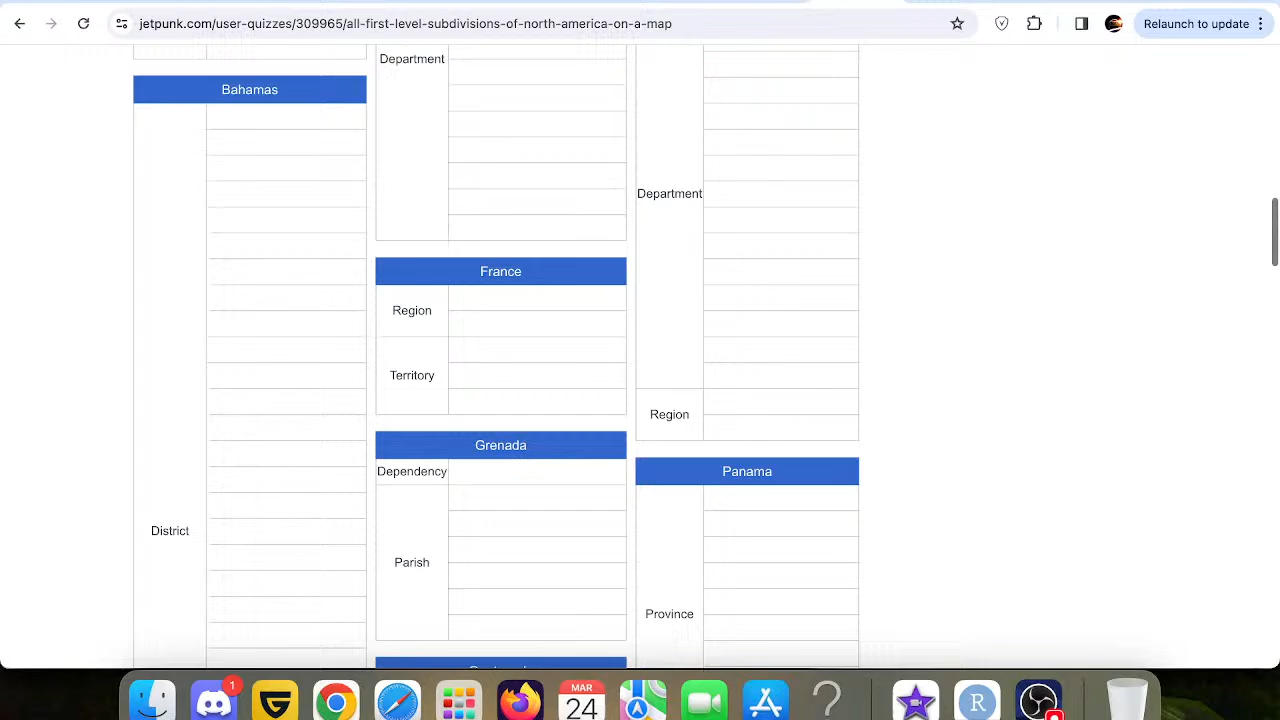 jetpunk.com/user-quizzes/309965/all-first-level-subdivisions-of-north-america-on-a-map
Relaunch to update
Bahamas
District
Department
France
Region
Territory
Grenada
Dependency
Parish
Department
Region
Panama
Province
1
MAR
24
?
R